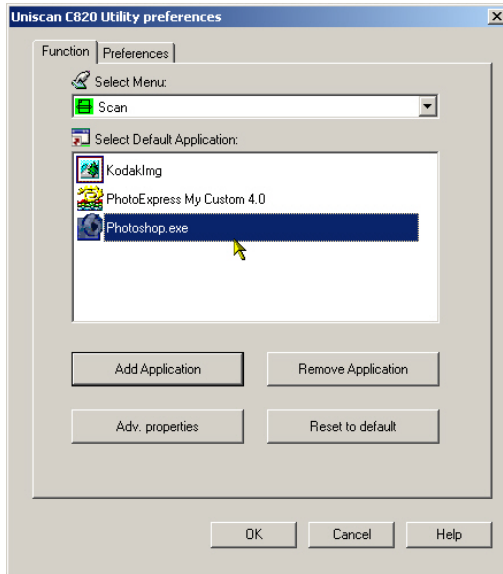 Uniscan C820 Utility preferences
Function Preferences
Select Menu:
Scan
Select Default Application:
KodakImg
PhotoExpress My Custom 4.0
Photoshop.exe
Add Application Remove Application
Adv. properties Reset to default
OK Cancel Help